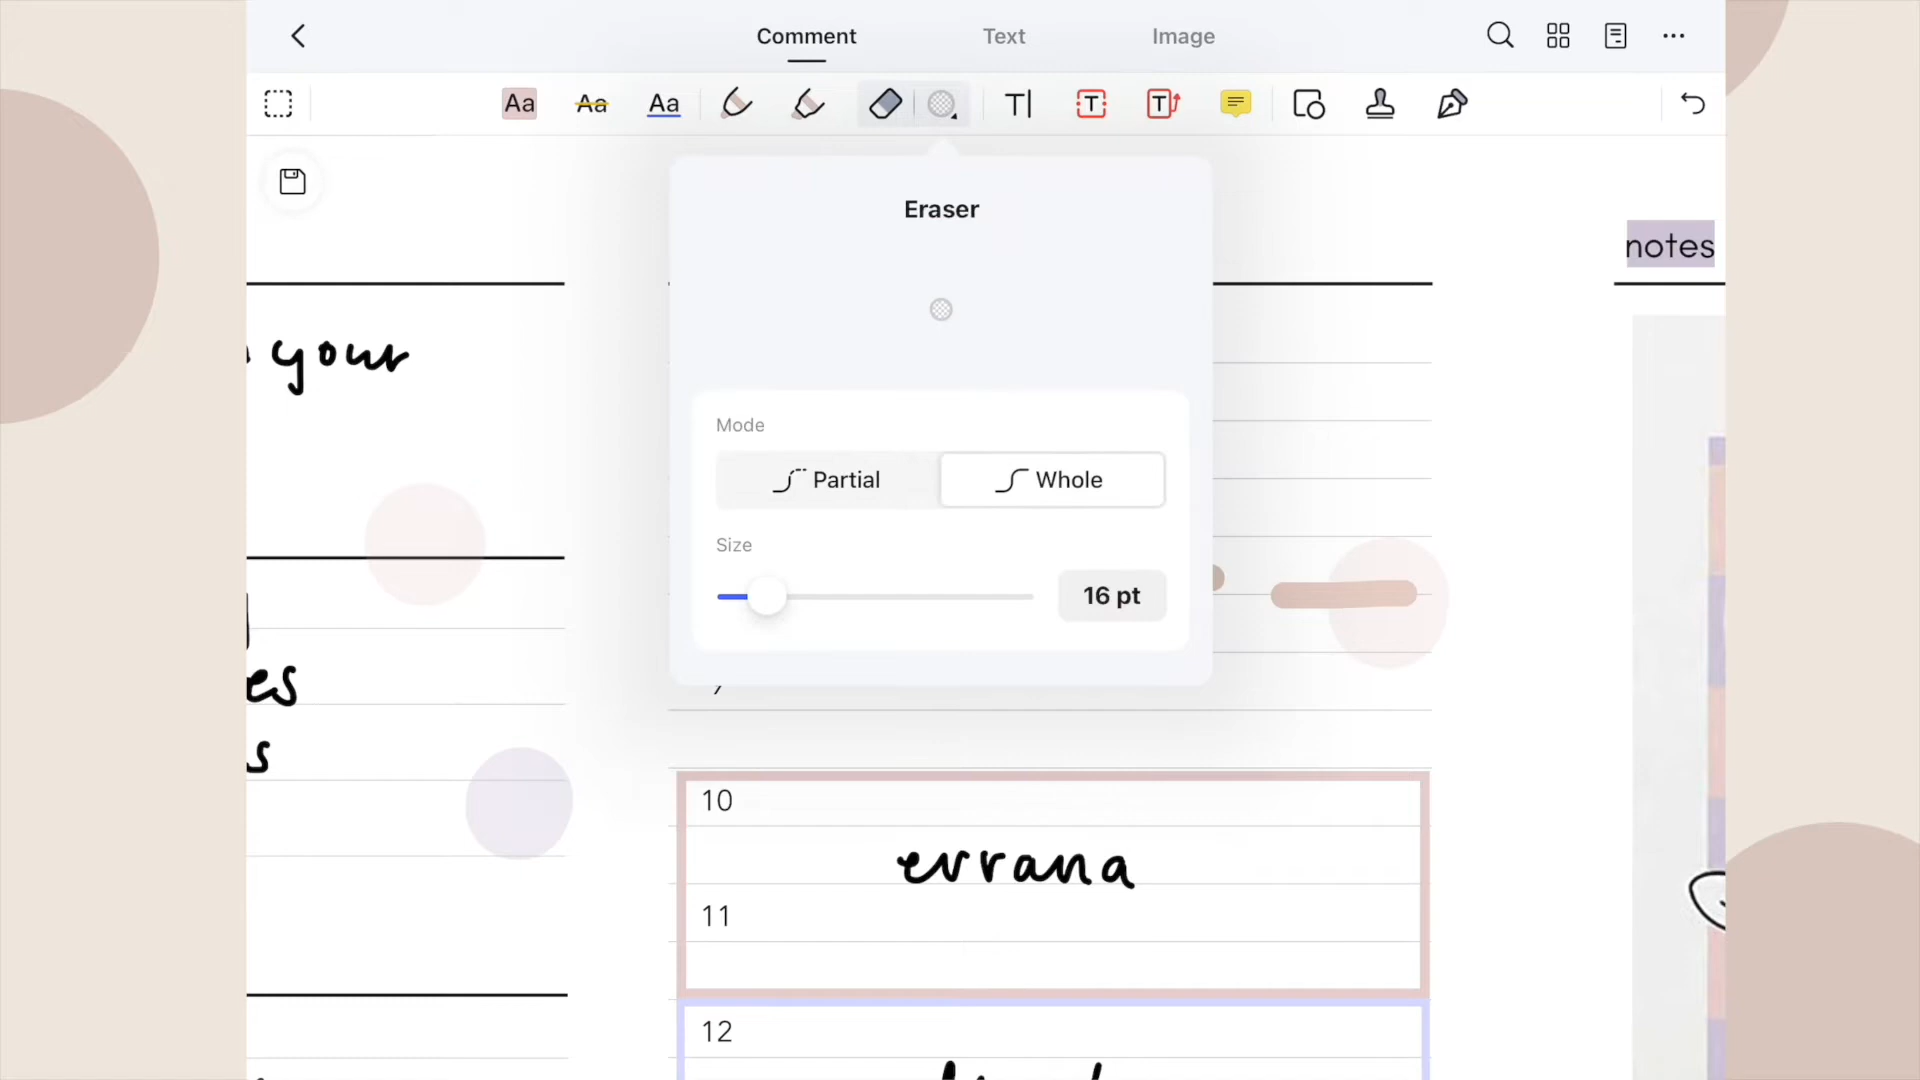 Comment Text Image
Aa Aa Aa T T T
Eraser
notes
your
Mode
Partial Whole
Size
16 pt
es
s
10
errana
11
12